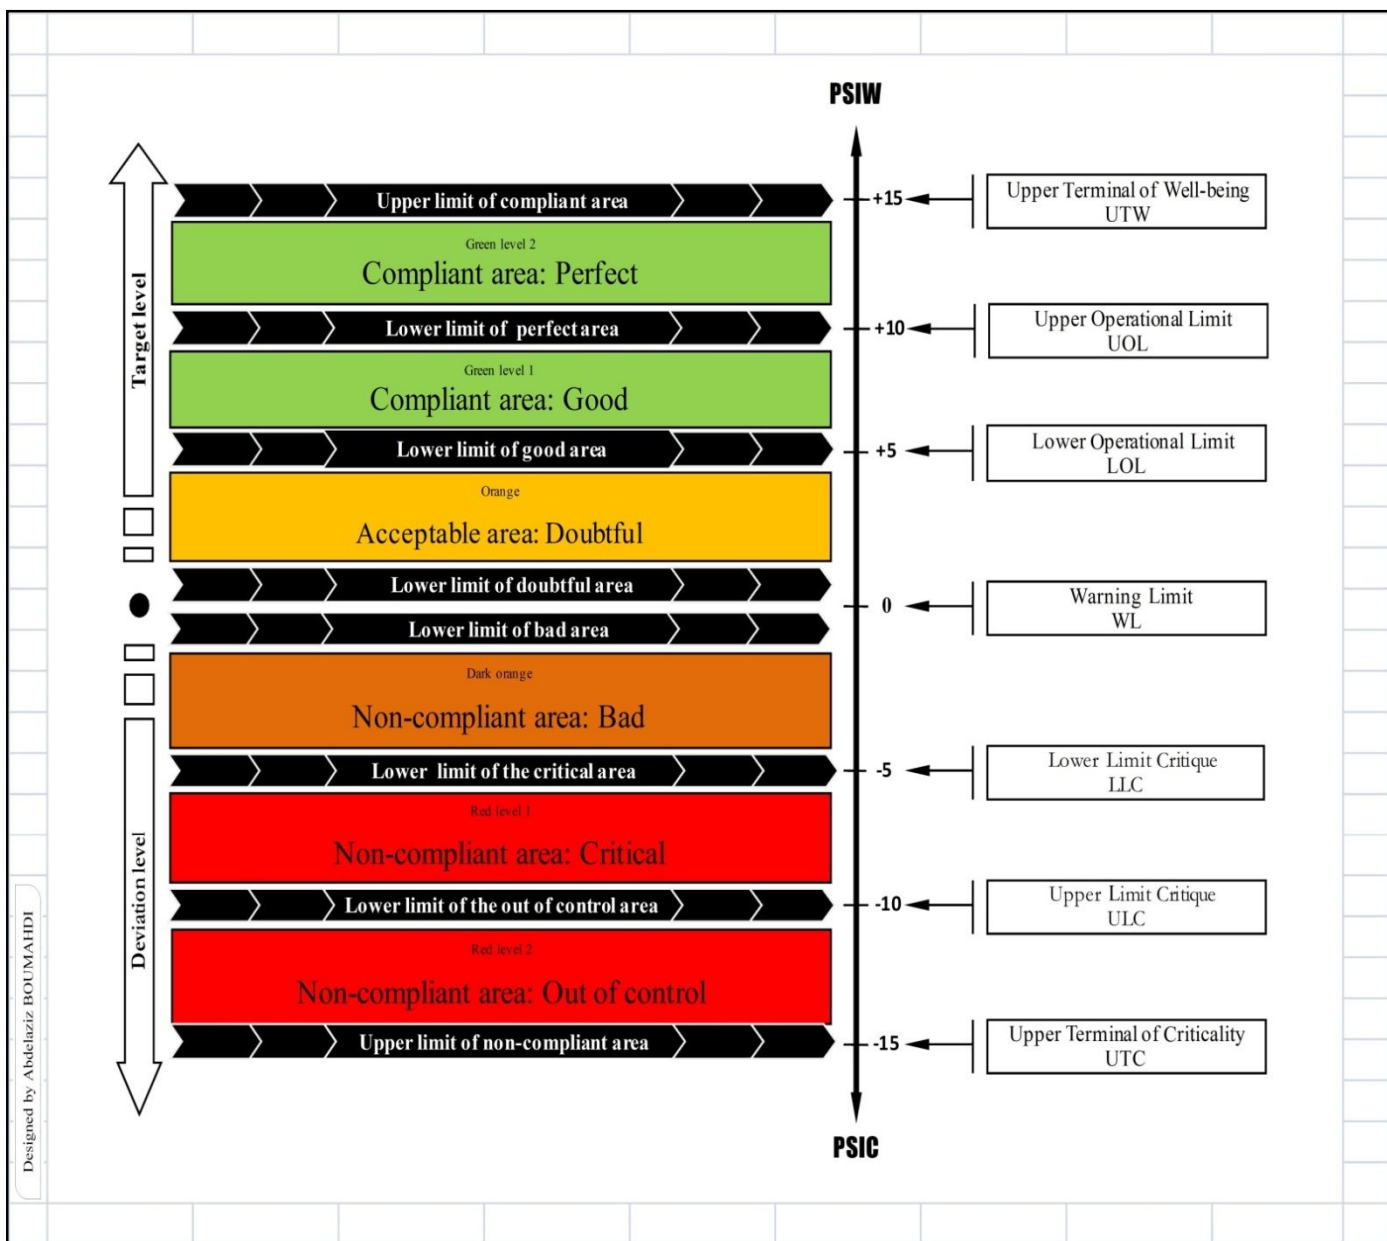 PSIW
Upper limit of compliant area
+15
Upper Terminal of Well-being
UTW
Green level 2
Compliant area: Perfect
Lower limit of perfect area
+10
Upper Operational Limit
UOL
Green level 1
Compliant area: Good
Lower limit of good area
+5
Lower Operational Limit
LOL
Orange
Acceptable area: Doubtful
Lower limit of doubtful area
0
Warning Limit
WL
Lower limit of bad area
Dark orange
Non-compliant area: Bad
Lower limit of the critical area
-5
Lower Limit Critique
LLC
Red level 1
Non-compliant area: Critical
Lower limit of the out of control area
-10
Upper Limit Critique
ULC
Red level 2
Non-compliant area: Out of control
Upper limit of non-compliant area
-15
Upper Terminal of Criticality
UTC
PSIC
Target level
Deviation level
Designed by Abdelaziz BOUMAHDI